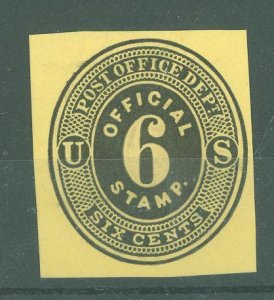 POST OFFICE DEPT
OFFICIAL
U 6 S
STAMP.
SIX CENTS